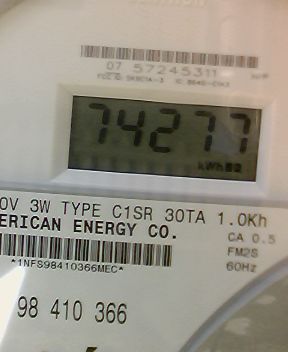 07 57245311
74277
kWh
0V 3W TYPE C1SR 30TA 1.0Kh
ERICAN ENERGY CO.
CA 0.5
FM2S
*1NFS98410366MEC*
60Hz
98 410 366